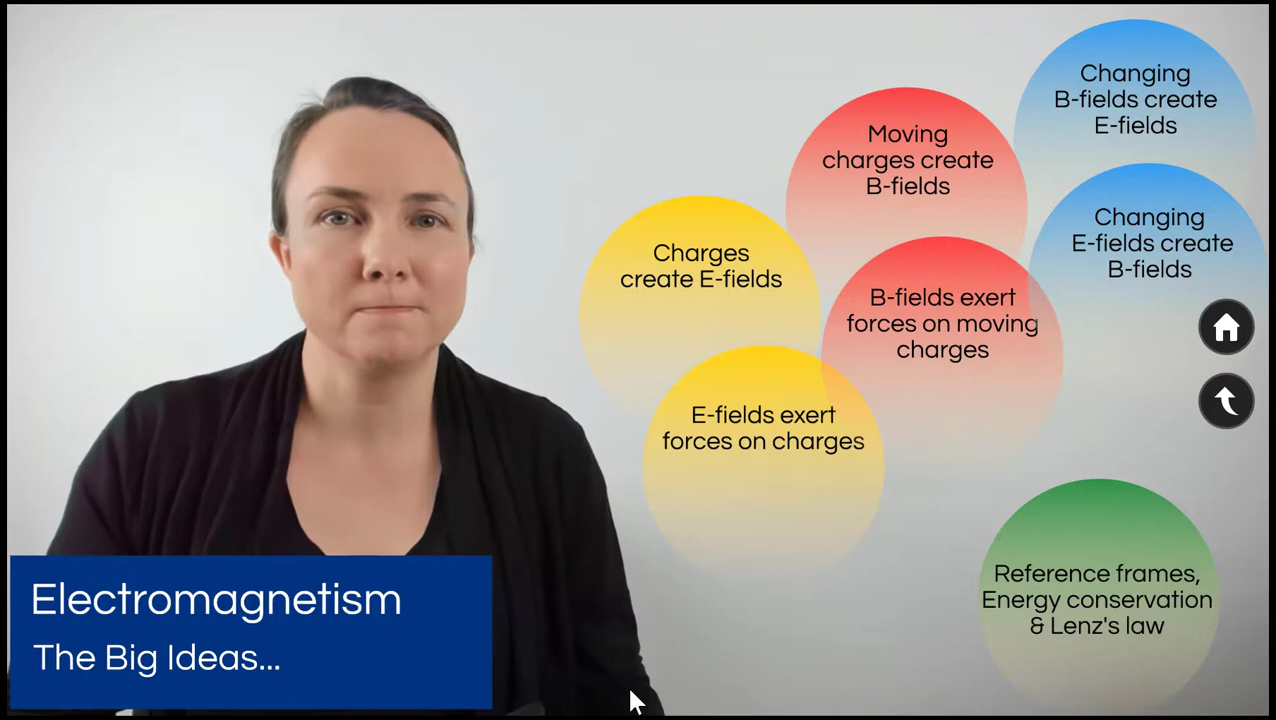 Changing
B-fields create
E-fields
Moving
charges create
B-fields
Changing
E-fields create
B-fields
Charges
create E-fields
B-fields exert
forces on moving
charges
E-fields exert
forces on charges
Reference frames,
Energy conservation
& Lenz's law
Electromagnetism
The Big Ideas...